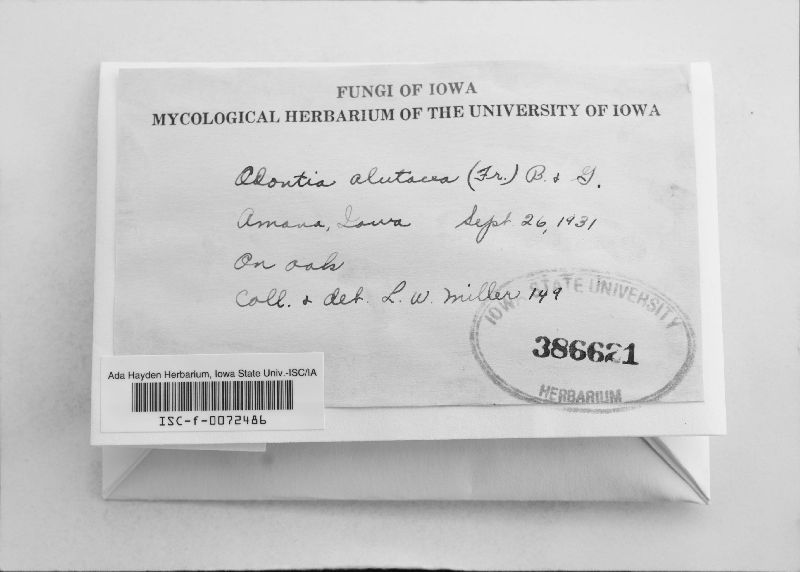 FUNGI OF IOWA
MYCOLOGICAL HERBARIUM OF THE UNIVERSITY OF IOWA
Odontia alutacea (Fr.) B. & G.
Amana, Iowa Sept 26, 1931
On oak
Coll. & det. L. W. Miller 149
IOWA STATE UNIVERSITY
386621
HERBARIUM
Ada Hayden Herbarium, Iowa State Univ.-ISC/IA
ISC-f-0072486